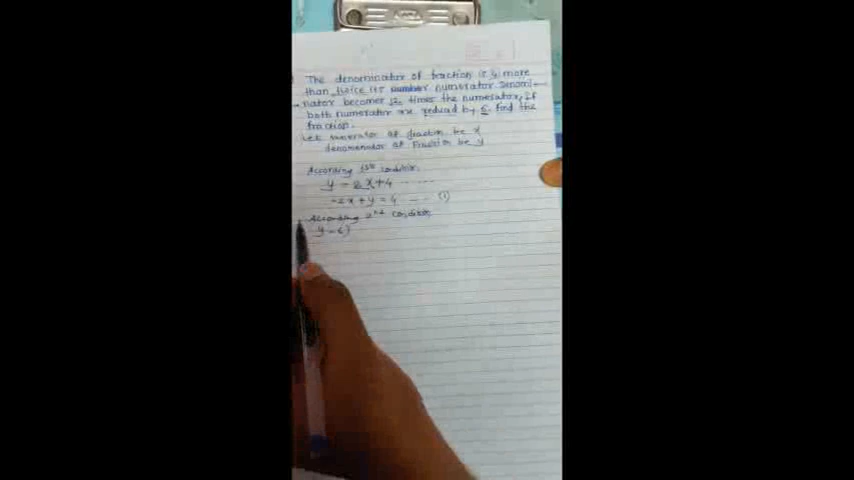 The denominator of fraction is 4 more
than twice its number numerator Denomi-
nator becomes 12 times the numerator, if
both numerator are reduced by 6. Find the
fraction.
Let numerator of fraction be x
denominator of Fraction be y
According 1st condition.
y = 2x+4 ......
-2x + y = 4 ... (1)
According 2nd condition
y - 6)